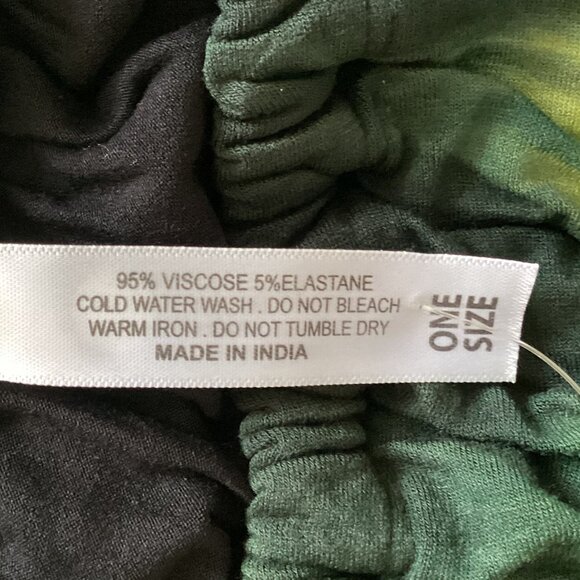 95% VISCOSE 5%ELASTANE
COLD WATER WASH . DO NOT BLEACH
WARM IRON . DO NOT TUMBLE DRY
MADE IN INDIA
ONE
SIZE